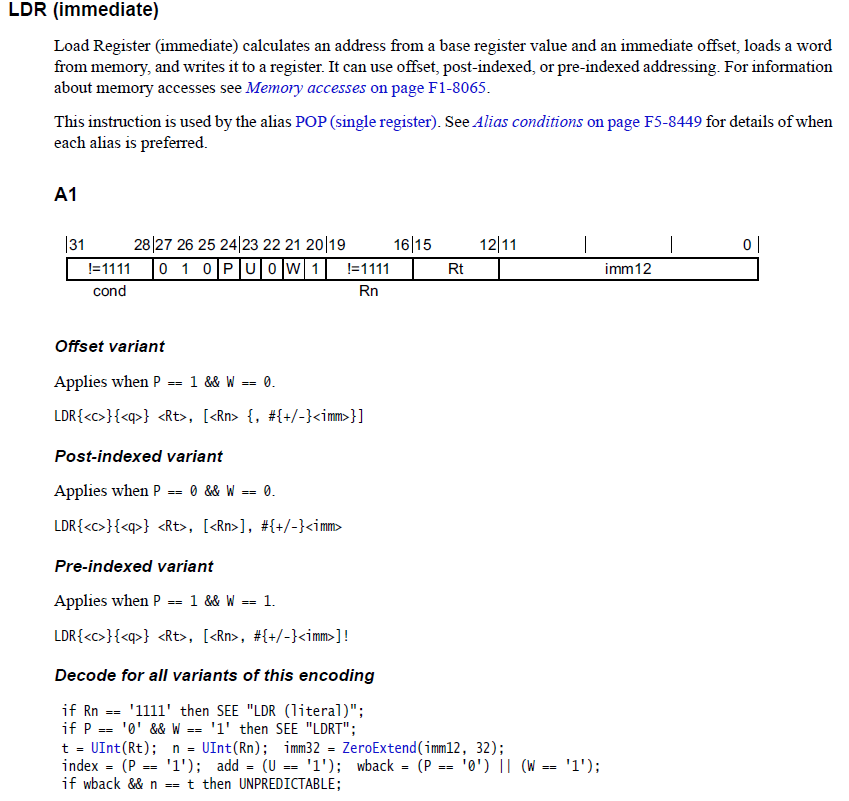 LDR (immediate)
Load Register (immediate) calculates an address from a base register value and an immediate offset, loads a word
from memory, and writes it to a register. It can use offset, post-indexed, or pre-indexed addressing. For information
about memory accesses see Memory accesses on page F1-8065.
This instruction is used by the alias POP (single register). See Alias conditions on page F5-8449 for details of when
each alias is preferred.
A1
31 28 27 26 25 24 23 22 21 20 19 16 15 12 11 0
!=1111 0 1 0 P U 0 W 1 !=1111 Rt imm12
cond Rn
Offset variant
Applies when P == 1 && W == 0.
LDR{<c>}{<q>} <Rt>, [<Rn> {, #{+/-}<imm>}]
Post-indexed variant
Applies when P == 0 && W == 0.
LDR{<c>}{<q>} <Rt>, [<Rn>], #{+/-}<imm>
Pre-indexed variant
Applies when P == 1 && W == 1.
LDR{<c>}{<q>} <Rt>, [<Rn>, #{+/-}<imm>]!
Decode for all variants of this encoding
if Rn == '1111' then SEE "LDR (literal)";
if P == '0' && W == '1' then SEE "LDRT";
t = UInt(Rt); n = UInt(Rn); imm32 = ZeroExtend(imm12, 32);
index = (P == '1'); add = (U == '1'); wback = (P == '0') || (W == '1');
if wback && n == t then UNPREDICTABLE;